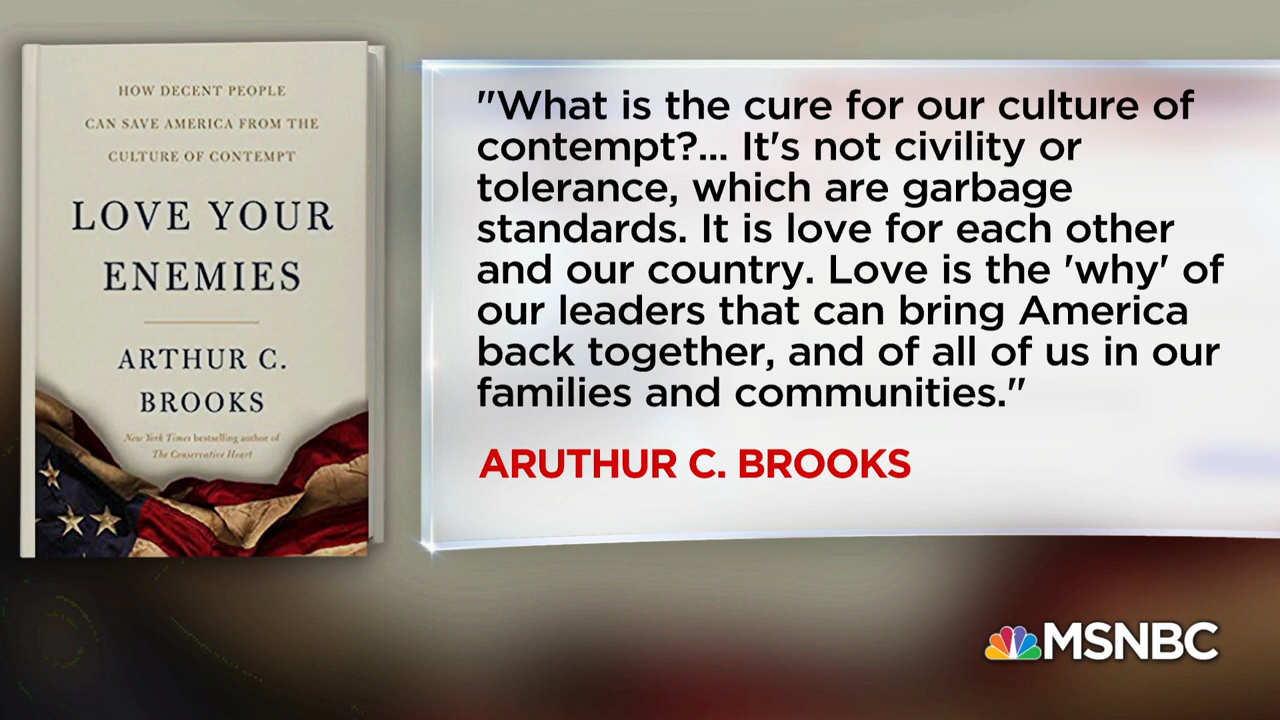 HOW DECENT PEOPLE
CAN SAVE AMERICA FROM THE
CULTURE OF CONTEMPT
LOVE YOUR
ENEMIES
ARTHUR C.
BROOKS
New York Times bestselling author of
The Conservative Heart
"What is the cure for our culture of
contempt?... It's not civility or
tolerance, which are garbage
standards. It is love for each other
and our country. Love is the 'why' of
our leaders that can bring America
back together, and of all of us in our
families and communities."
ARUTHUR C. BROOKS
MSNBC